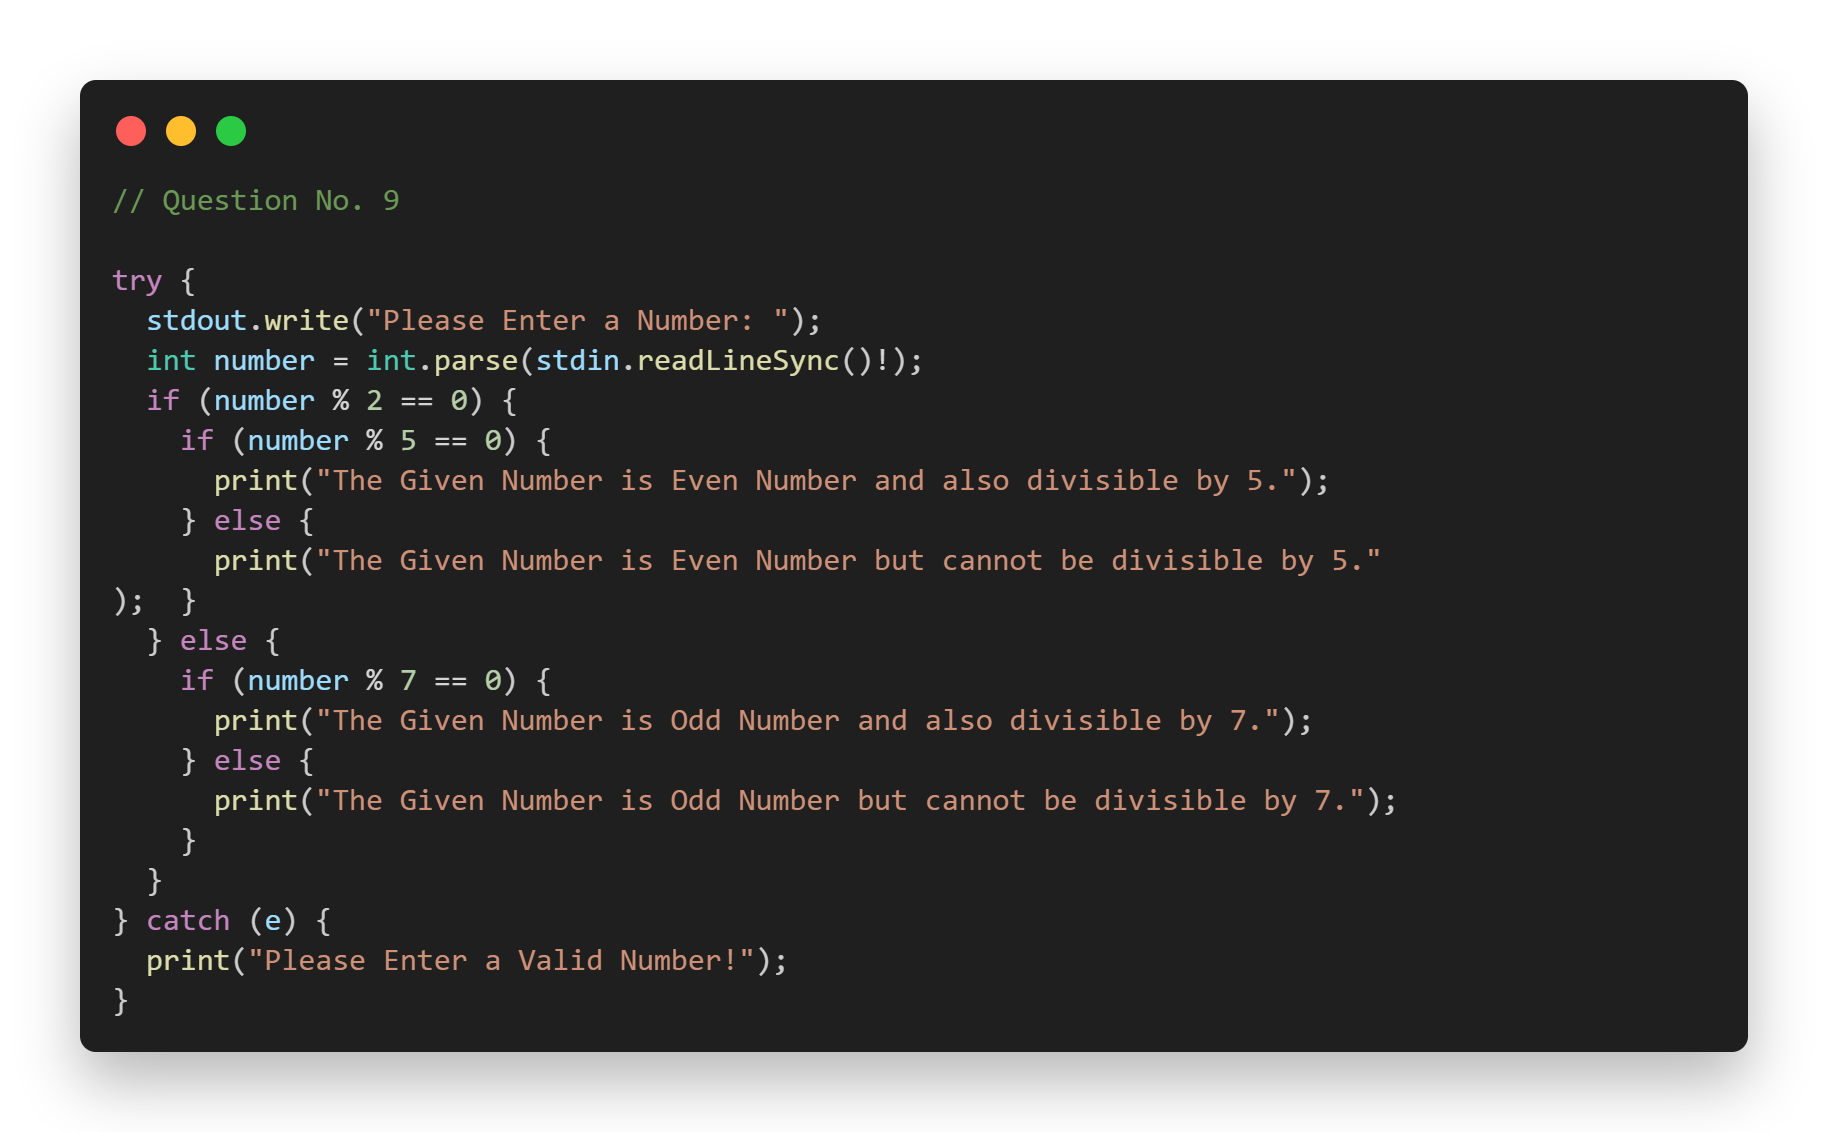 // Question No. 9

try {
  stdout.write("Please Enter a Number: ");
  int number = int.parse(stdin.readLineSync()!);
  if (number % 2 == 0) {
    if (number % 5 == 0) {
      print("The Given Number is Even Number and also divisible by 5.");
    } else {
      print("The Given Number is Even Number but cannot be divisible by 5."
);  }
  } else {
    if (number % 7 == 0) {
      print("The Given Number is Odd Number and also divisible by 7.");
    } else {
      print("The Given Number is Odd Number but cannot be divisible by 7.");
    }
  }
} catch (e) {
  print("Please Enter a Valid Number!");
}